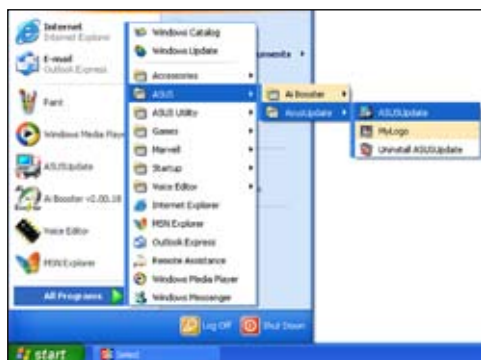 Internet
Internet Explorer
E-mail
Outlook Express
Paint
Windows Media Player
ASUSUpdate
Ai Booster v2.00.18
Voice Editor
MSN Explorer
All Programs
Windows Catalog
Windows Update
Accessories
ASUS
ASUS Utility
Games
Marvell
Startup
Voice Editor
Internet Explorer
MSN Explorer
Outlook Express
Remote Assistance
Windows Media Player
Windows Messenger
uments
Ai Booster
AsusUpdate
ASUSUpdate
MyLogo
Uninstall ASUSUpdate
Log Off
Shut Down
start